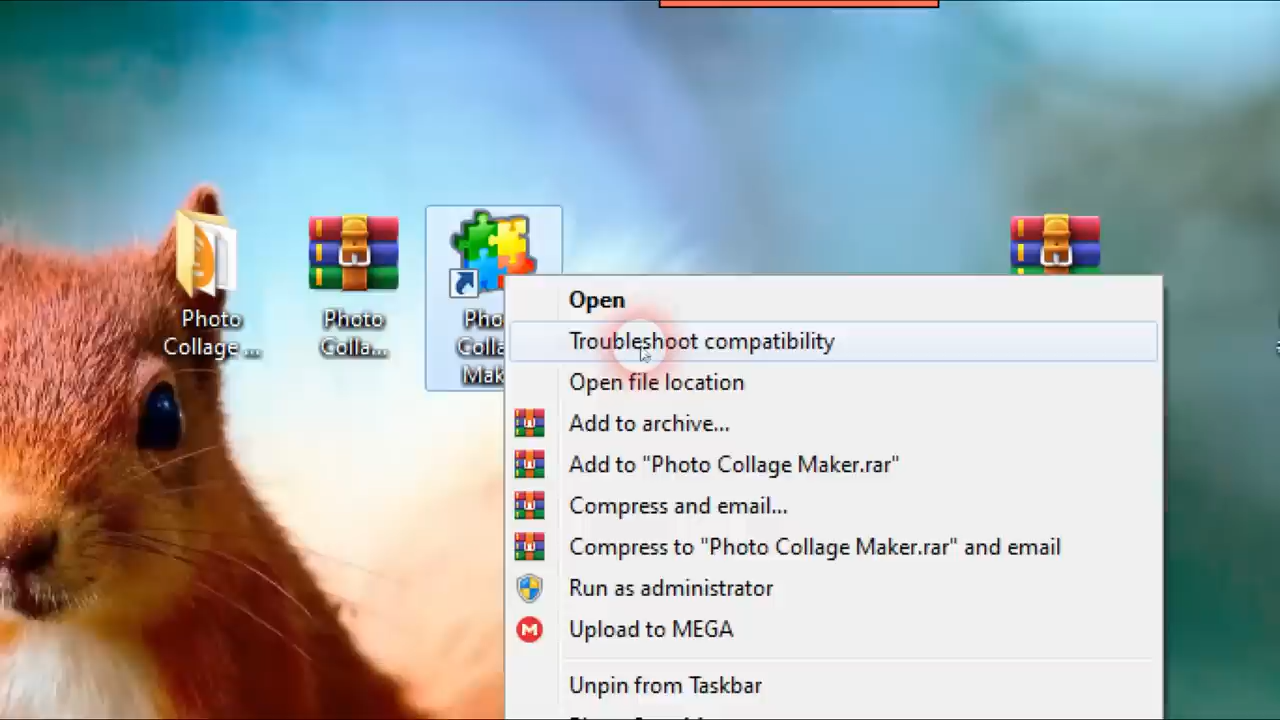 Photo
Collage ...
Photo
Colla...
Pho
Colla
Mak
Open
Troubleshoot compatibility
Open file location
Add to archive...
Add to "Photo Collage Maker.rar"
Compress and email...
Compress to "Photo Collage Maker.rar" and email
Run as administrator
Upload to MEGA
Unpin from Taskbar